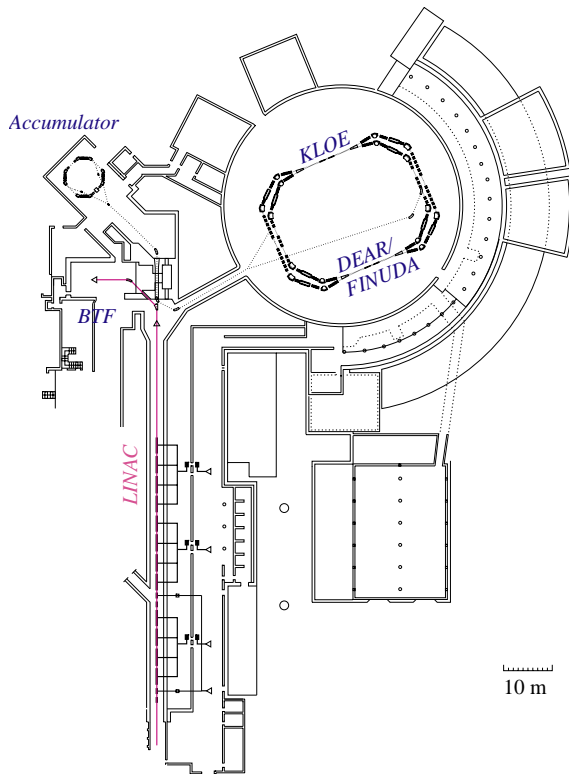 Accumulator
KLOE
DEAR/
FINUDA
BTF
LINAC
10 m